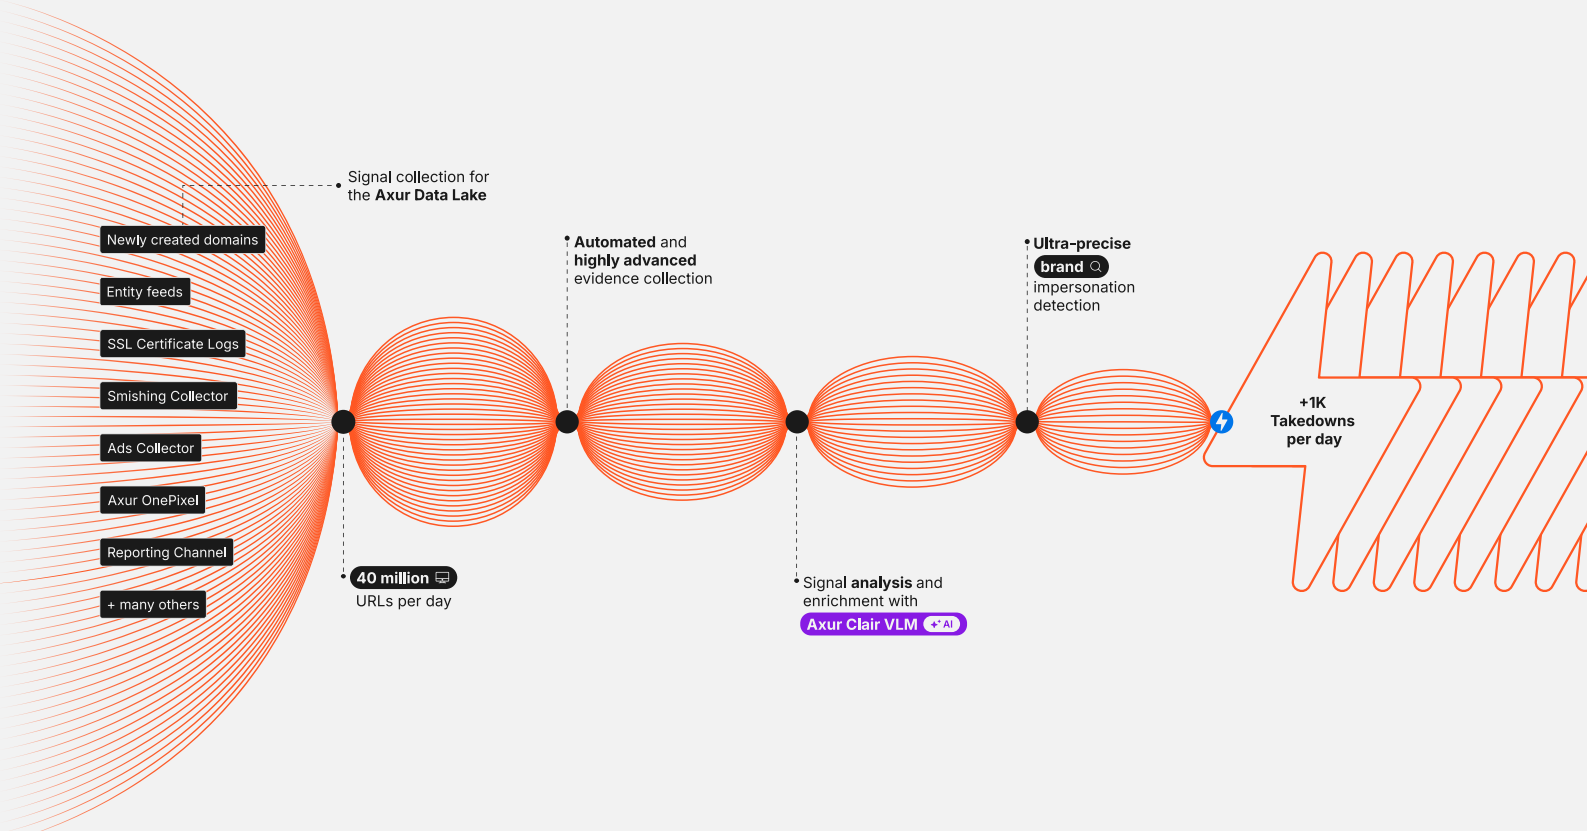 Signal collection for
the Axur Data Lake
Newly created domains
Entity feeds
SSL Certificate Logs
Smishing Collector
Ads Collector
Axur OnePixel
Reporting Channel
+ many others
40 million
URLs per day
Automated and
highly advanced
evidence collection
Signal analysis and
enrichment with
Axur Clair VLM AI
Ultra-precise
brand
impersonation
detection
+1K
Takedowns
per day